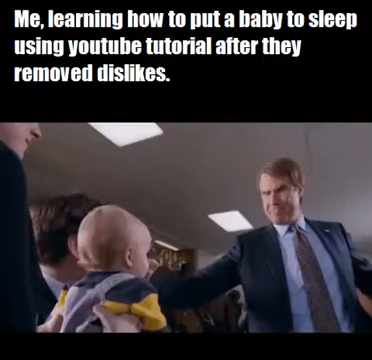 Me, learning how to put a baby to sleep
using youtube tutorial after they
removed dislikes.